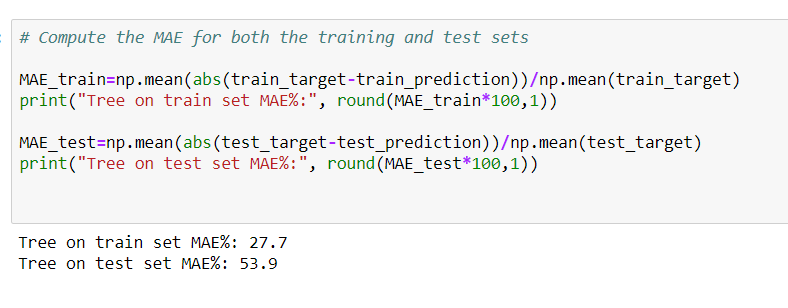 # Compute the MAE for both the training and test sets
MAE_train=np.mean(abs(train_target-train_prediction))/np.mean(train_target)
print("Tree on train set MAE%:", round(MAE_train*100,1))
MAE_test=np.mean(abs(test_target-test_prediction))/np.mean(test_target)
print("Tree on test set MAE%:", round(MAE_test*100,1))
Tree on train set MAE%: 27.7
Tree on test set MAE%: 53.9